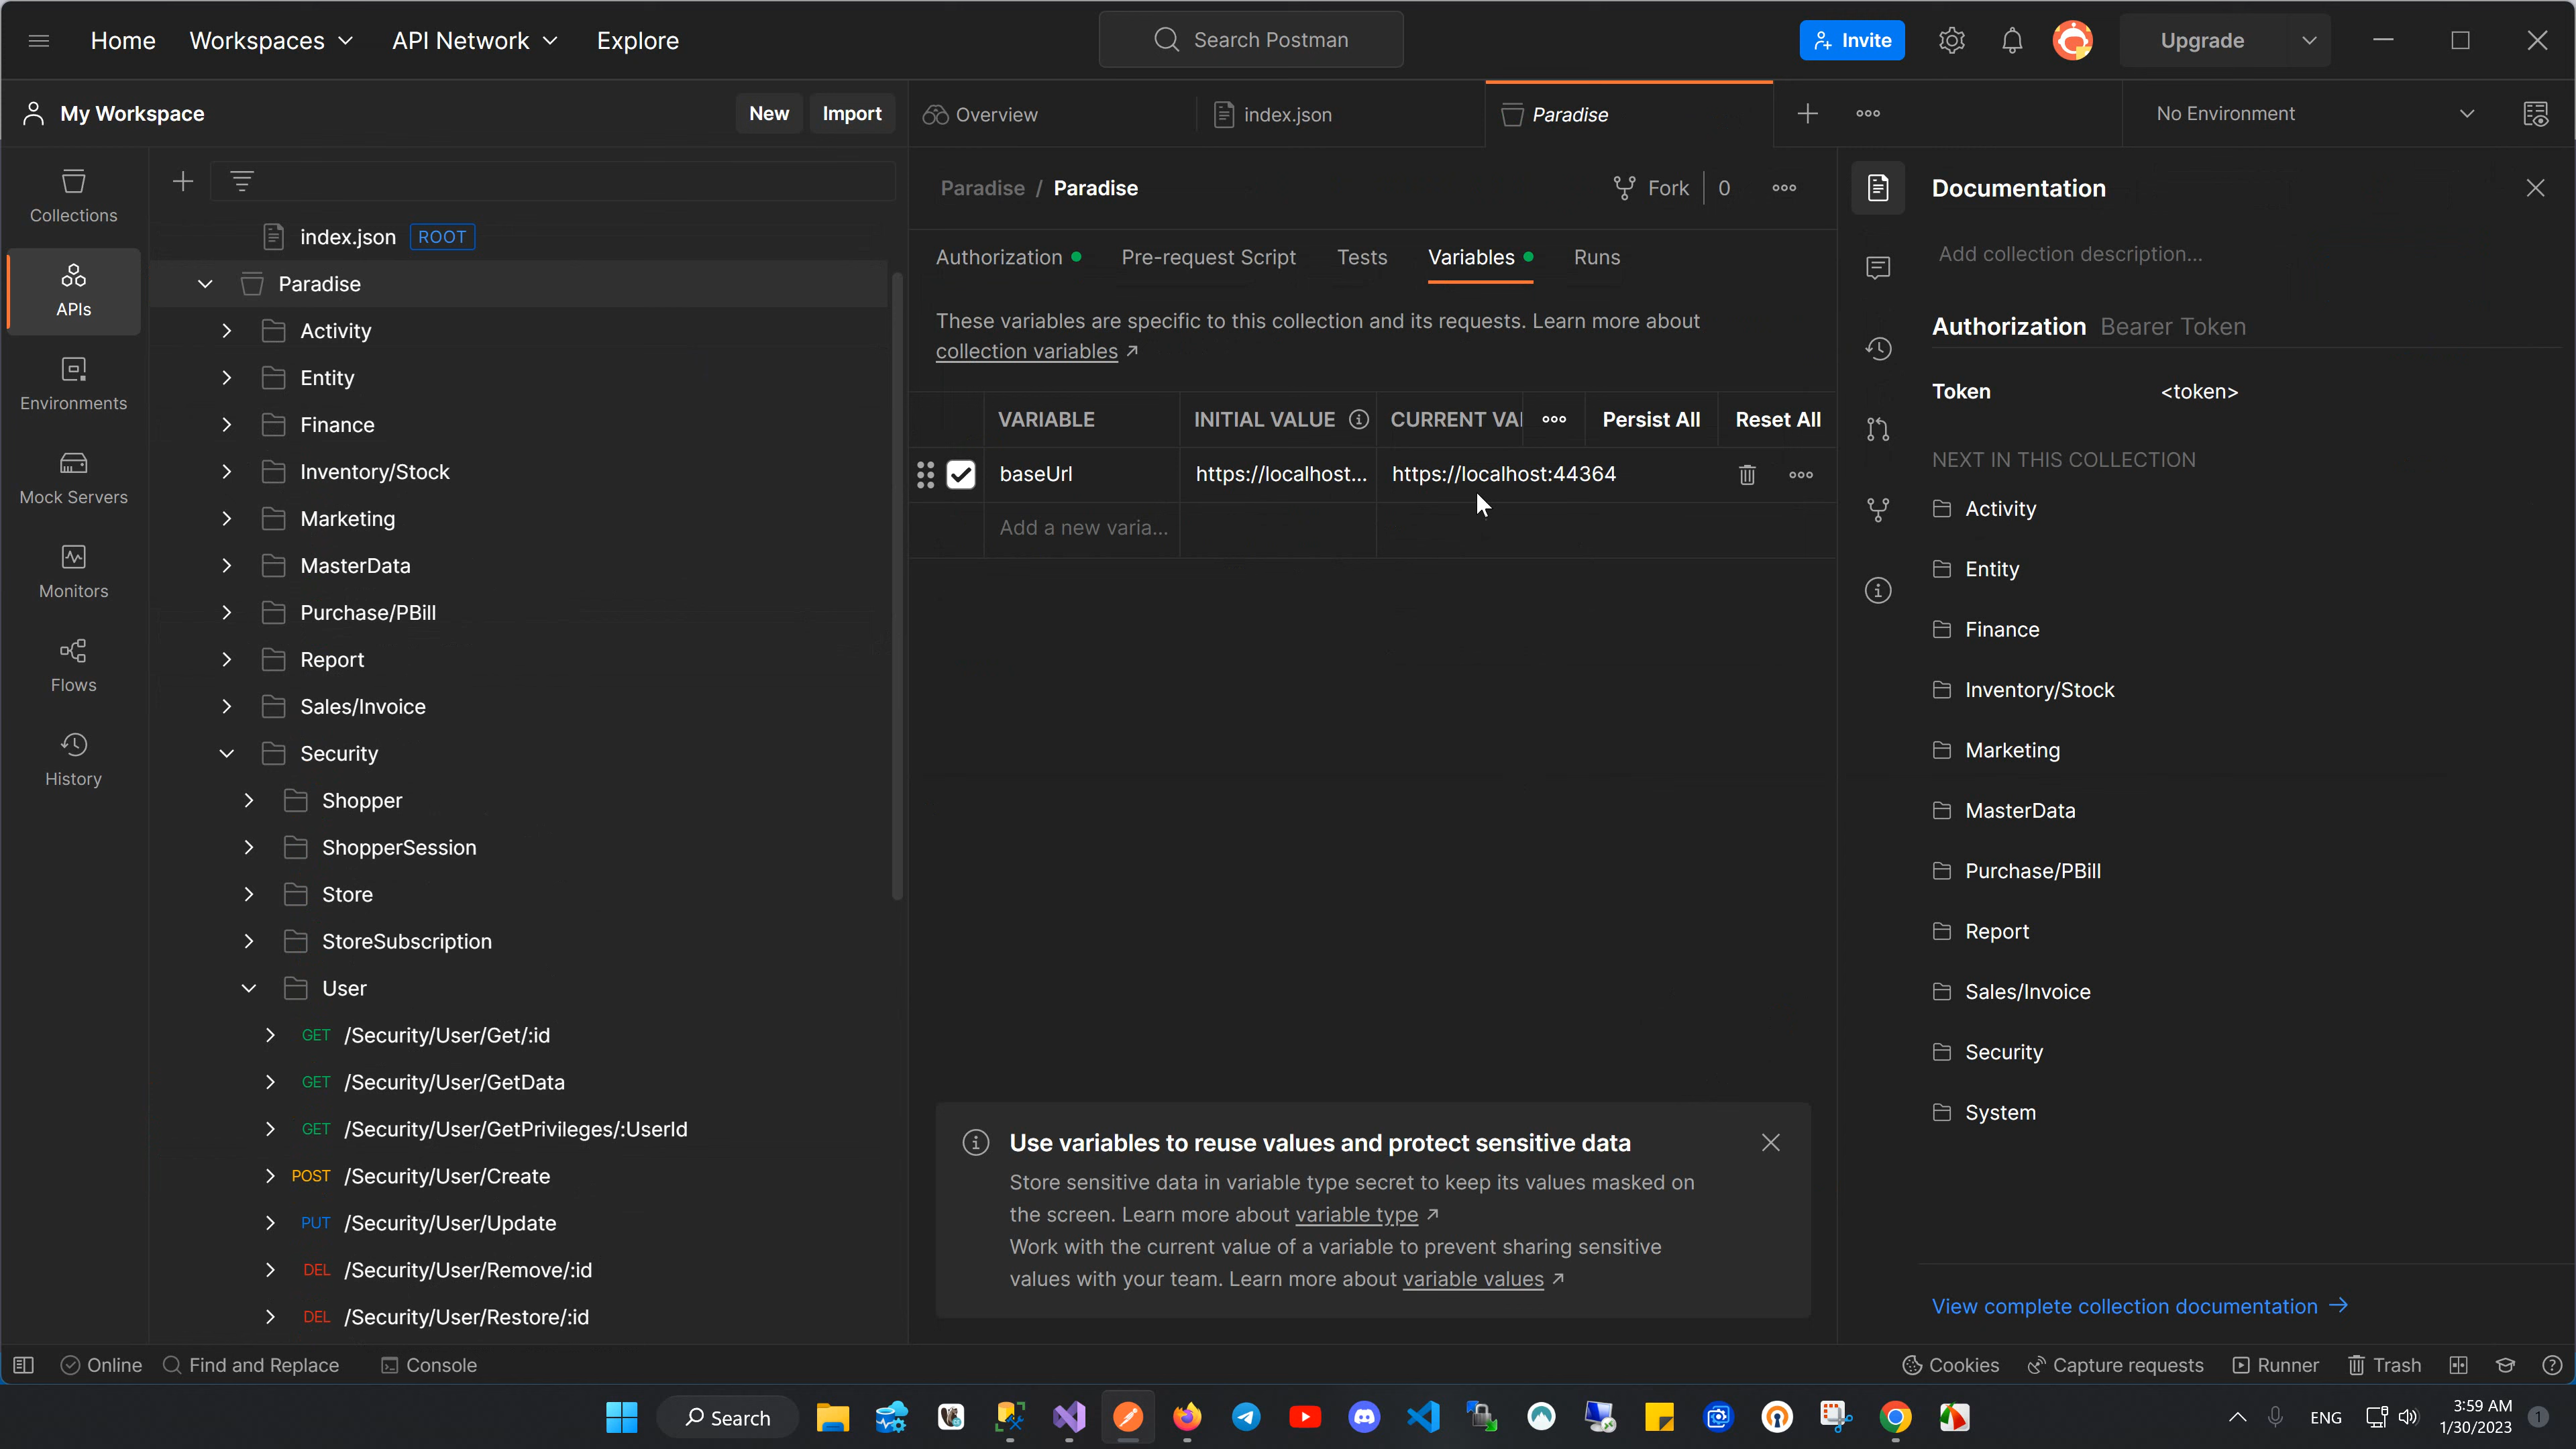 Home
Workspaces
API Network
Explore
Search Postman
Invite
Upgrade
My Workspace
New
Import
Overview
index.json
Paradise
No Environment
Collections
APIs
Environments
Mock Servers
Monitors
Flows
History
index.json ROOT
Paradise
Activity
Entity
Finance
Inventory/Stock
Marketing
MasterData
Purchase/PBill
Report
Sales/Invoice
Security
Shopper
ShopperSession
Store
StoreSubscription
User
GET /Security/User/Get/:id
GET /Security/User/GetData
GET /Security/User/GetPrivileges/:UserId
POST /Security/User/Create
PUT /Security/User/Update
DEL /Security/User/Remove/:id
DEL /Security/User/Restore/:id
Paradise / Paradise
Fork 0
Authorization
Pre-request Script
Tests
Variables
Runs
These variables are specific to this collection and its requests. Learn more about
collection variables ↗
VARIABLE INITIAL VALUE CURRENT VAI Persist All Reset All
baseUrl https://localhost... https://localhost:44364
Add a new varia...
Use variables to reuse values and protect sensitive data
Store sensitive data in variable type secret to keep its values masked on
the screen. Learn more about variable type ↗
Work with the current value of a variable to prevent sharing sensitive
values with your team. Learn more about variable values ↗
Documentation
Add collection description...
Authorization Bearer Token
Token <token>
NEXT IN THIS COLLECTION
Activity
Entity
Finance
Inventory/Stock
Marketing
MasterData
Purchase/PBill
Report
Sales/Invoice
Security
System
View complete collection documentation →
Online
Find and Replace
Console
Cookies
Capture requests
Runner
Trash
Search
ENG
3:59 AM
1/30/2023
1